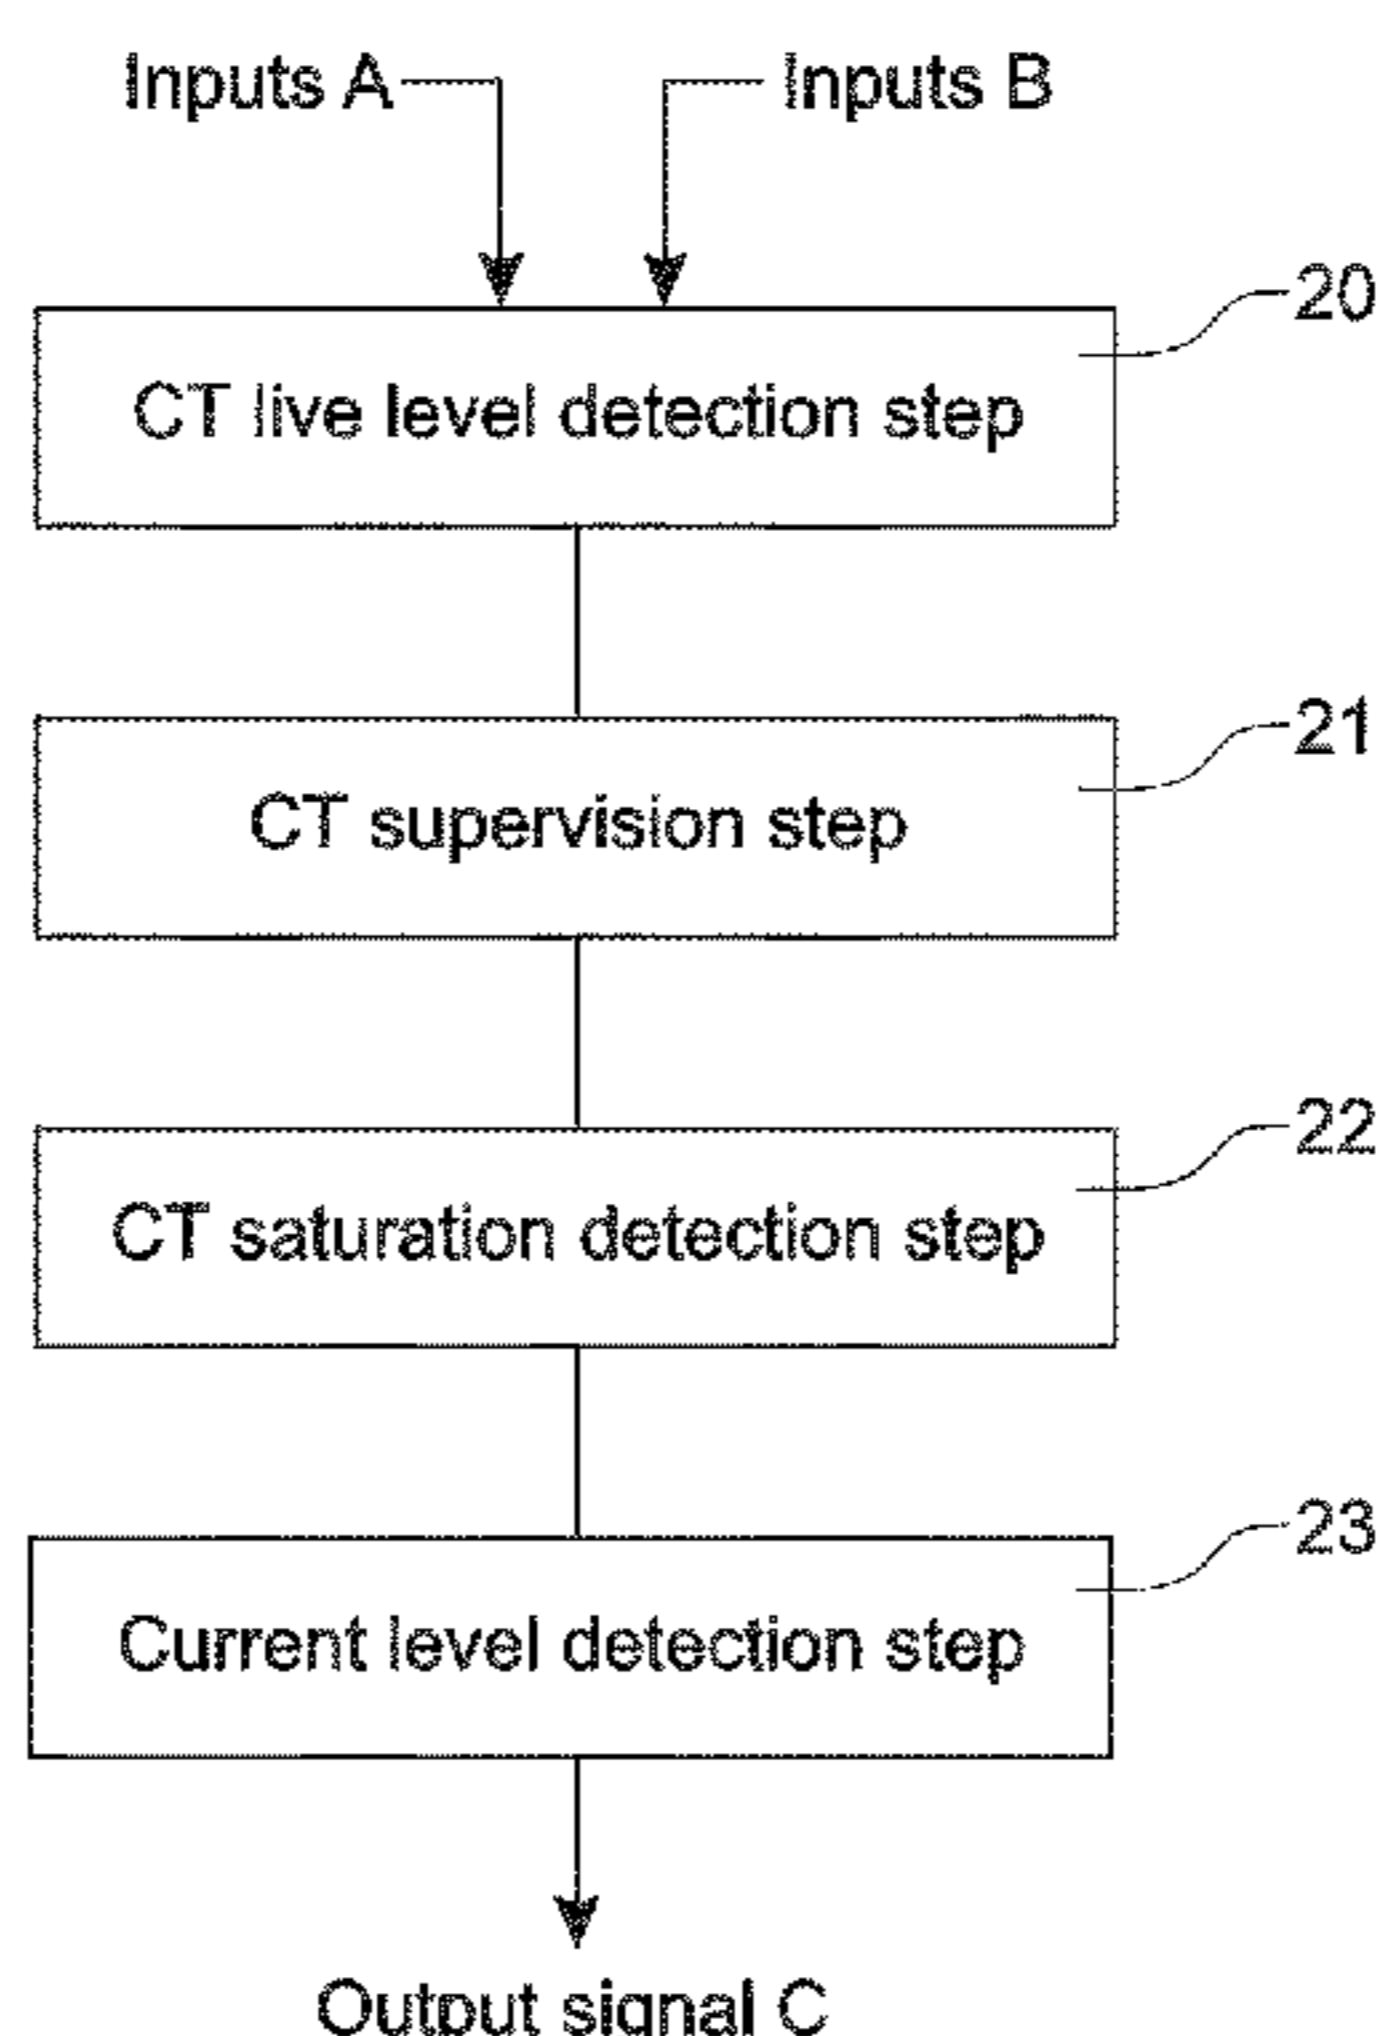 Inputs A
Inputs B
20
CT live level detection step
21
CT supervision step
22
CT saturation detection step
23
Current level detection step
Output signal C